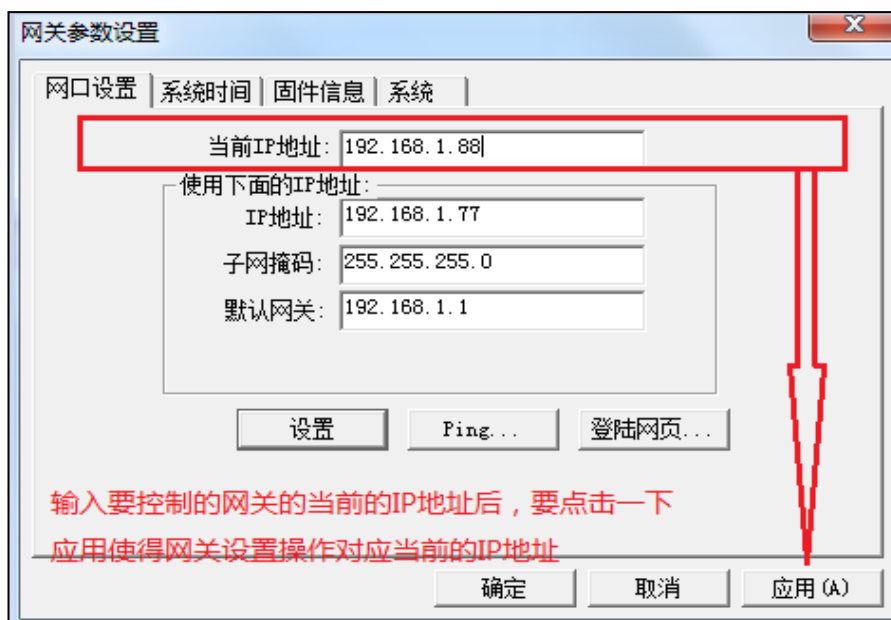 网关参数设置
网口设置 系统时间 固件信息 系统
当前IP地址: 192.168.1.88
使用下面的IP地址:
IP地址: 192.168.1.77
子网掩码: 255.255.255.0
默认网关: 192.168.1.1
设置 Ping... 登陆网页...
输入要控制的网关的当前的IP地址后，要点击一下
应用使得网关设置操作对应当前的IP地址
确定 取消 应用(A)